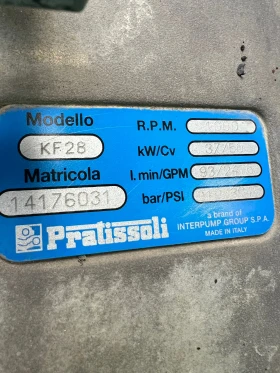 Modello
R.P.M.
KF28
kW/Cv
Matricola
l.min/GPM
14176031
bar/PSI
Pratissoli
a brand of
INTERPUMP GROUP S.P.A.
MADE IN ITALY